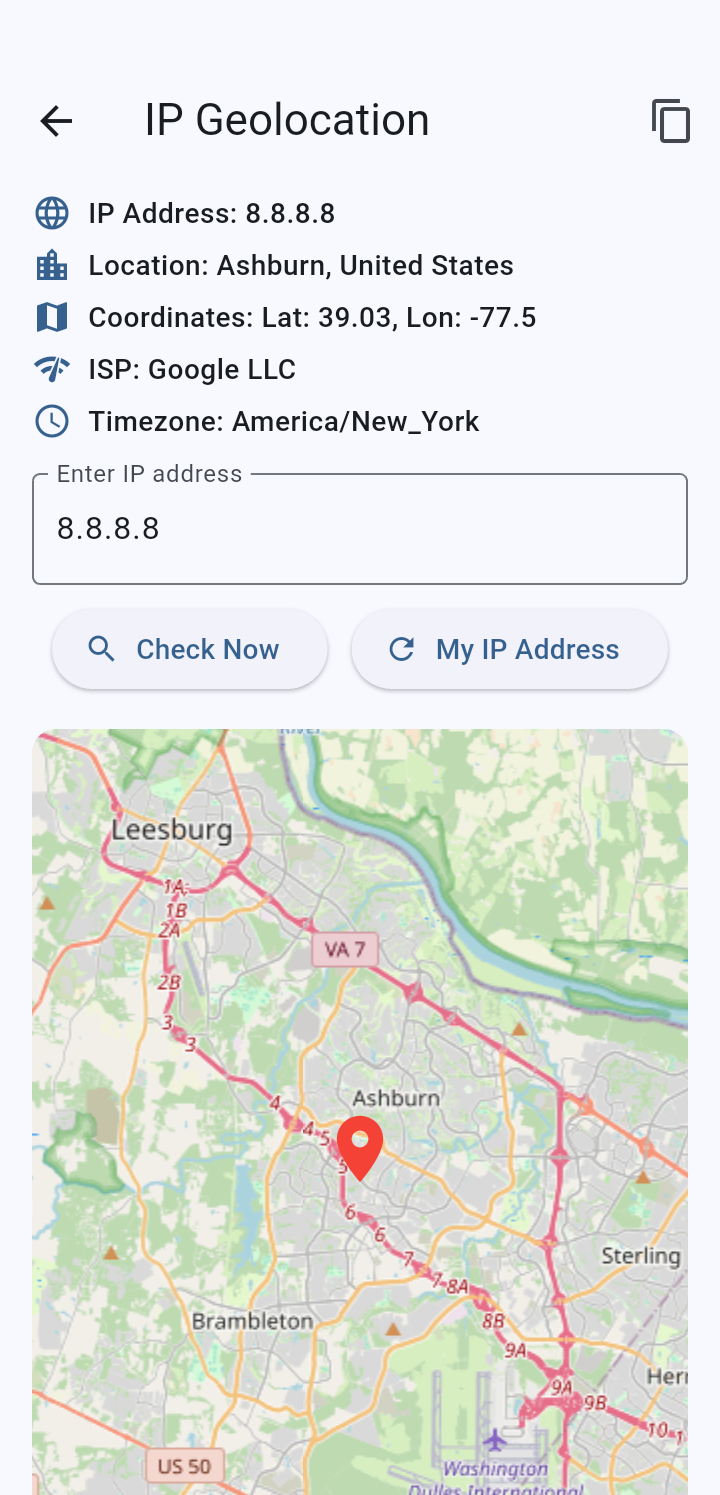 IP Geolocation
IP Address: 8.8.8.8
Location: Ashburn, United States
Coordinates: Lat: 39.03, Lon: -77.5
ISP: Google LLC
Timezone: America/New_York
Enter IP address
8.8.8.8
Check Now
My IP Address
Leesburg
1A;
1B
2A
VA 7
2B
3
3
Ashburn
4
4
5
5
6
6
Sterling
7
7
8A
8B
Brambleton
9A
Herr
9A
9B
10
US 50
Washington
Dulles International